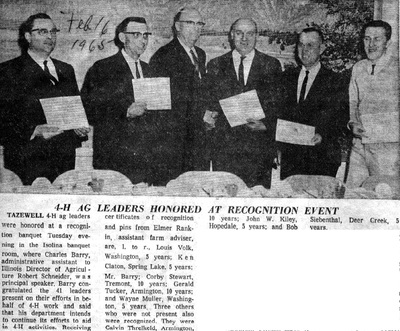 Feb/6
1965
4-H AG LEADERS HONORED AT RECOGNITION EVENT
TAZEWELL 4-H ag leaders
were honored at a recogni-
tion banquet Tuesday eve-
ning in the Isolina banquet
room, where Charles Barry,
administrative assistant to
Illinois Director of Agricul-
ture Robert Schneider, was
principal speaker. Barry con-
gratulated the 41 leaders
present on their efforts in be-
half of 4-H work and said
that his department intends
to continue its efforts to aid
in 4-H activities. Receiving
certificates of recognition
and pins from Elmer Rank-
in, assistant farm adviser,
are, l. to r., Louis Volk,
Washington, 5 years; Ken
Claton, Spring Lake, 5 years;
Mr. Barry; Corby Stewart,
Tremont, 10 years; Gerald
Tucker, Armington, 10 years;
and Wayne Muller, Washing-
ton, 5 years. Three others
who were not present also
were recognized. They were
Calvin Threlkeld, Armington,
10 years; John W. Kiley,
Hopedale, 5 years; and Bob
Siebenthal, Deer Creek, 5
years.